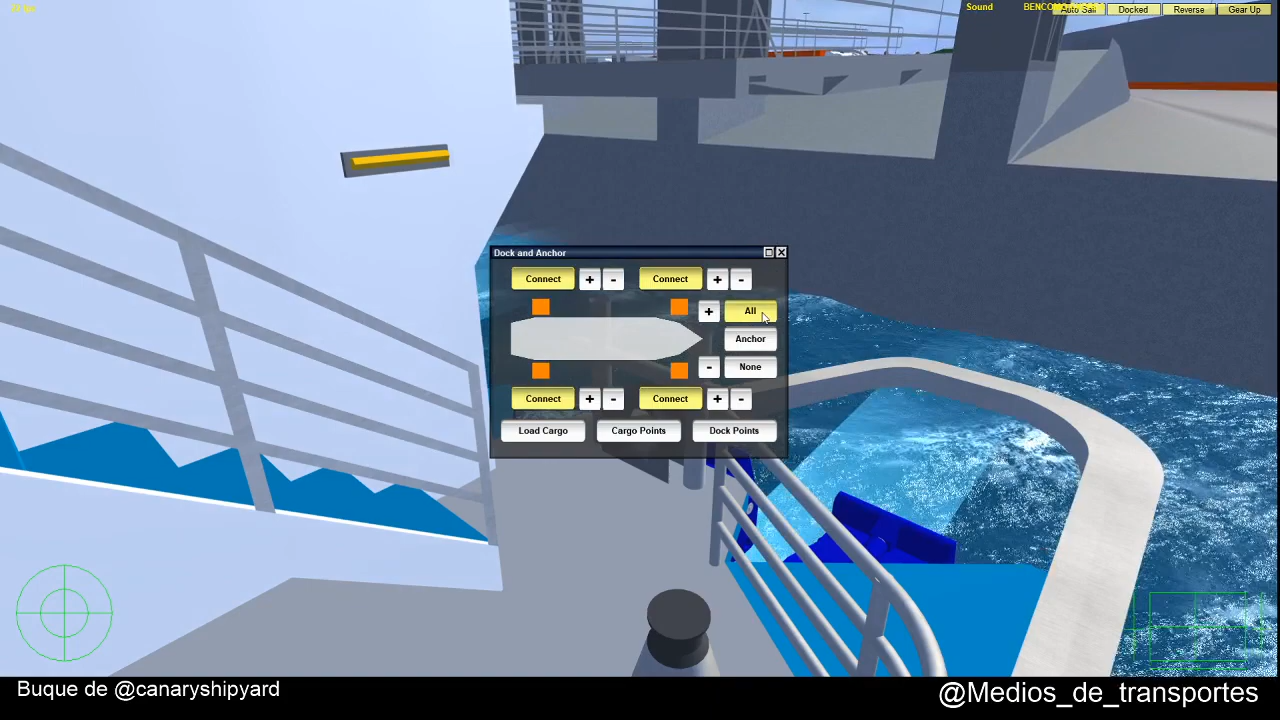 Sound
Auto Sail
Docked
Reverse
Gear Up
Dock and Anchor
Connect + - Connect + -
+ All
Anchor
- None
Connect + - Connect + -
Load Cargo Cargo Points Dock Points
Buque de @canaryshipyard
@Medios_de_transportes